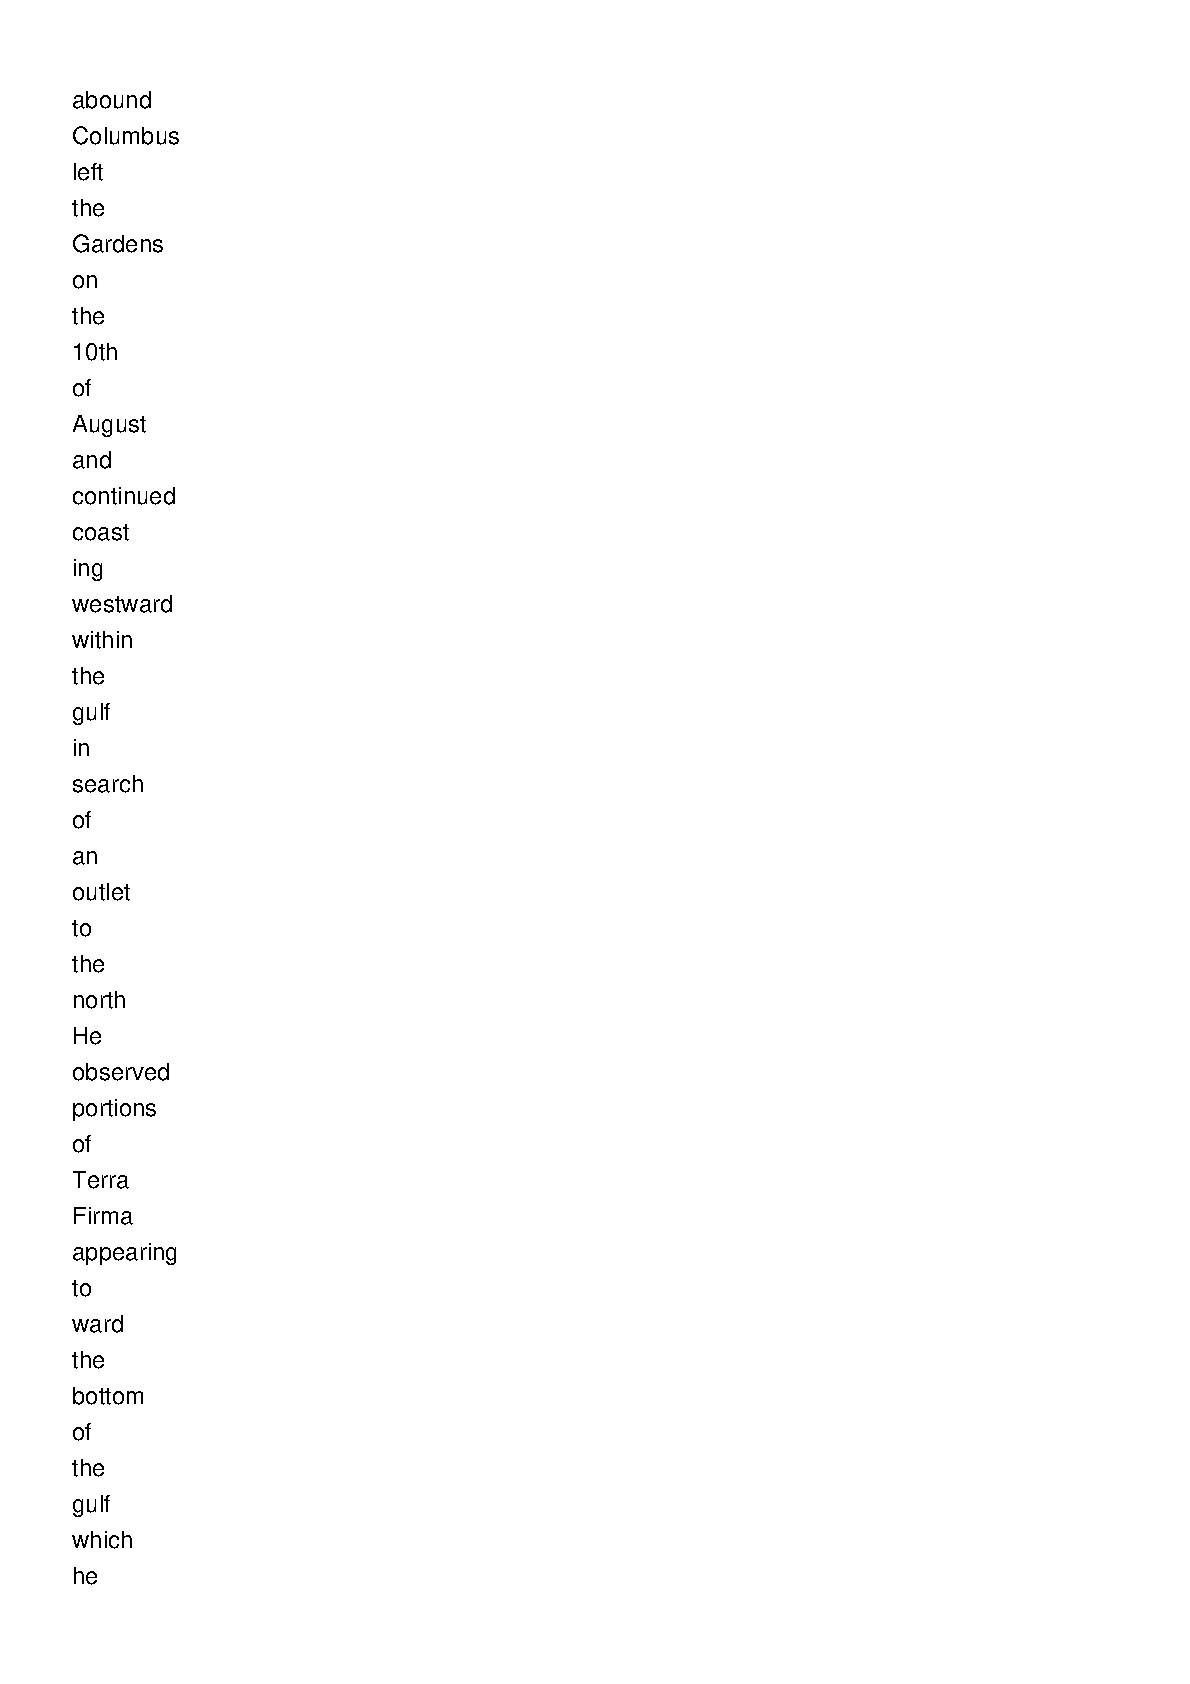 abound
Columbus
left
the
Gardens
on
the
10th
of
August
and
continued
coast
ing
westward
within
the
gulf
in
search
of
an
outlet
to
the
north
He
observed
portions
of
Terra
Firma
appearing
to
ward
the
bottom
of
the
gulf
which
he